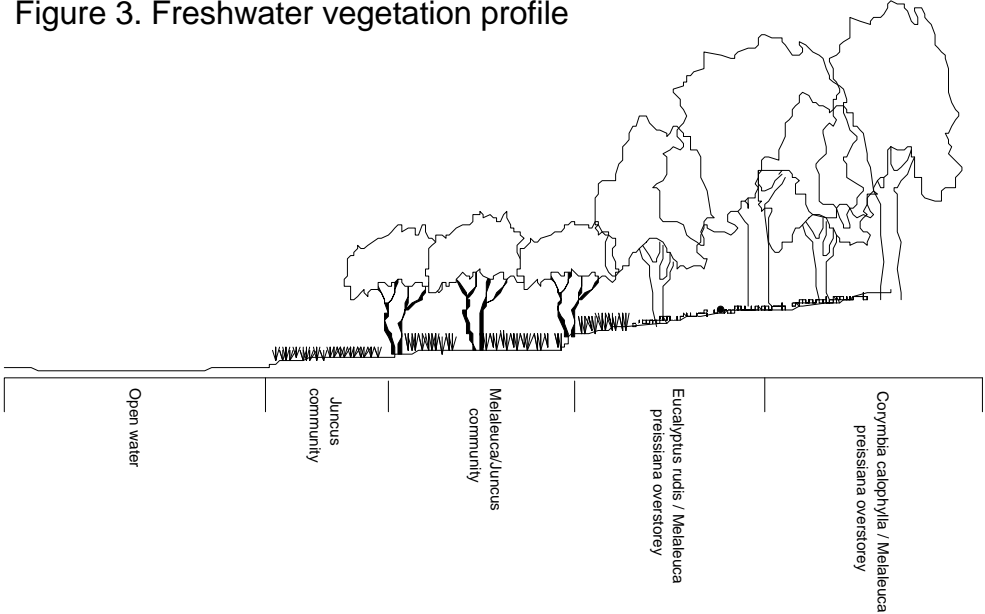 Figure 3. Freshwater vegetation profile
Open water
Juncus
community
Melaleuca/Juncus
community
Eucalyptus rudis / Melaleuca
preissiana overstorey
Corymbia calophylla / Melaleuca
preissiana overstorey